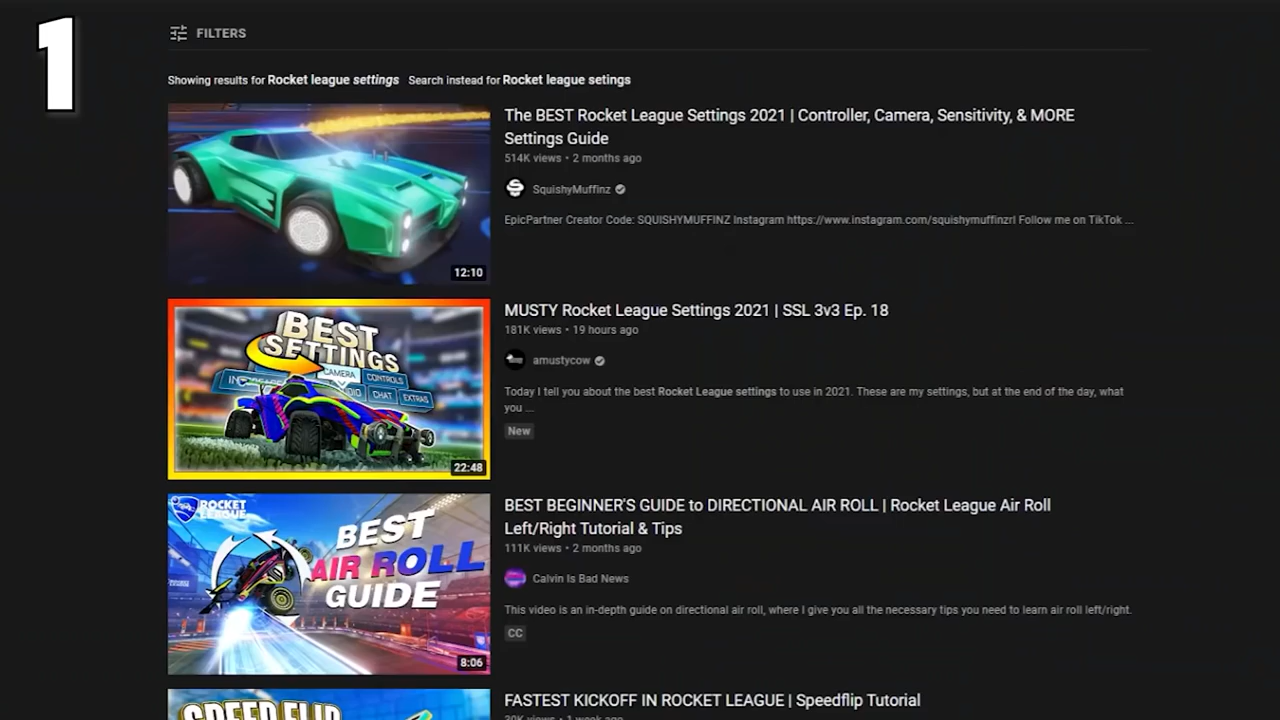 1
FILTERS
Showing results for Rocket league settings Search instead for Rocket league setings
12:10
The BEST Rocket League Settings 2021 | Controller, Camera, Sensitivity, & MORE
Settings Guide
514K views • 2 months ago
SquishyMuffinz
EpicPartner Creator Code: SQUISHYMUFFINZ Instagram https://www.instagram.com/squishymuffinzrl Follow me on TikTok ...
BEST
SETTINGS
CAMERA
CONTROLS
CHAT
EXTRAS
22:48
MUSTY Rocket League Settings 2021 | SSL 3v3 Ep. 18
181K views • 19 hours ago
amustycow
Today I tell you about the best Rocket League settings to use in 2021. These are my settings, but at the end of the day, what
you ...
New
ROCKET
LEAGUE
BEST
AIR ROLL
GUIDE
8:06
BEST BEGINNER'S GUIDE to DIRECTIONAL AIR ROLL | Rocket League Air Roll
Left/Right Tutorial & Tips
111K views • 2 months ago
Calvin Is Bad News
This video is an in-depth guide on directional air roll, where I give you all the necessary tips you need to learn air roll left/right.
CC
SPEED FLIP
FASTEST KICKOFF IN ROCKET LEAGUE | Speedflip Tutorial
views • 1 week ago